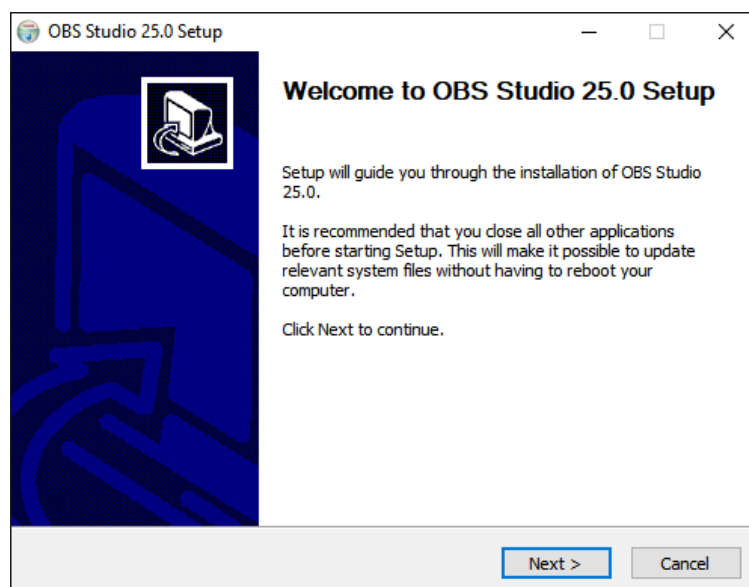 OBS Studio 25.0 Setup
Welcome to OBS Studio 25.0 Setup
Setup will guide you through the installation of OBS Studio
25.0.
It is recommended that you close all other applications
before starting Setup. This will make it possible to update
relevant system files without having to reboot your
computer.
Click Next to continue.
Next >
Cancel